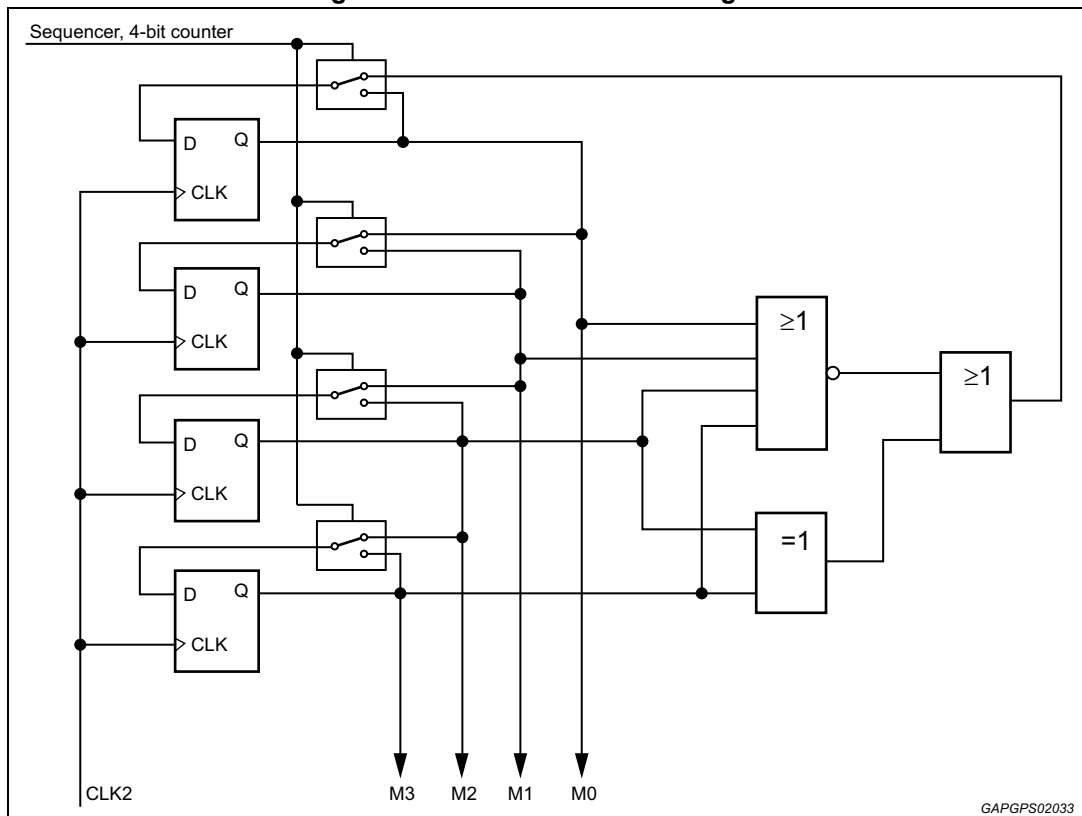 Sequencer, 4-bit counter
D Q
CLK
D Q
CLK
≥1
≥1
D Q
CLK
=1
D Q
CLK
CLK2 M3 M2 M1 M0
GAPGPS02033